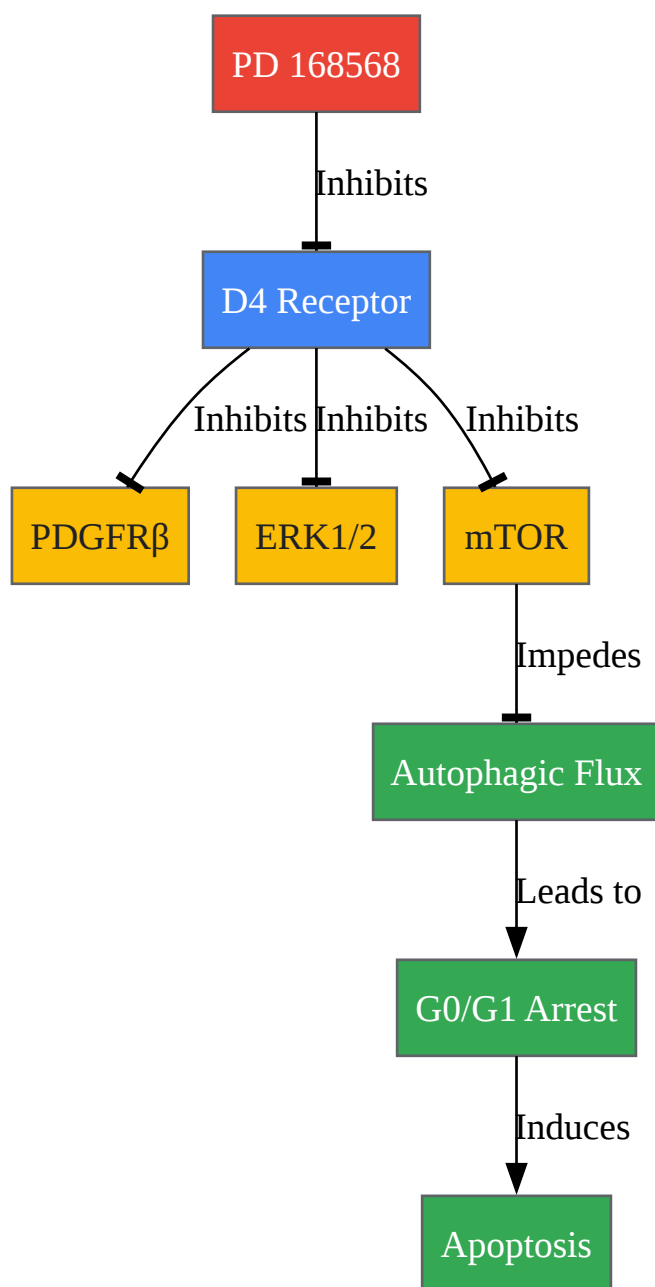 PD 168568
Inhibits
D4 Receptor
Inhibits Inhibits Inhibits
PDGFRβ ERK1/2 mTOR
Impedes
Autophagic Flux
Leads to
G0/G1 Arrest
Induces
Apoptosis